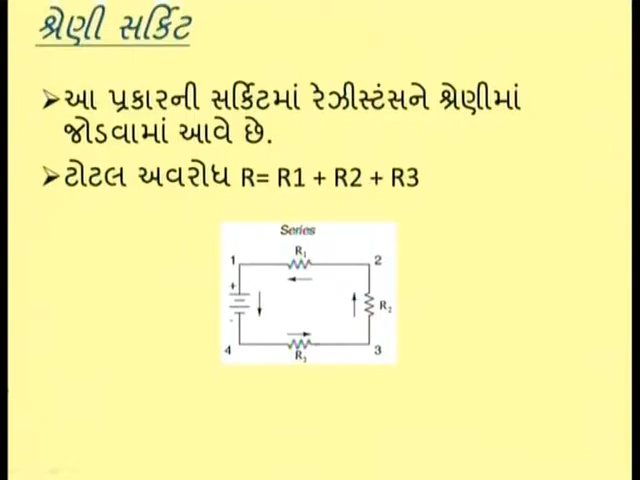 શ્રેણી સર્કિટ
➢આ પ્રકારની સર્કિટમાં રેઝીસ્ટંસને શ્રેણીમાં
જોડવામાં આવે છે.
➢ટોટલ અવરોધ R= R1 + R2 + R3
Series
R1
1 2
+
R2
-
4 3
R3